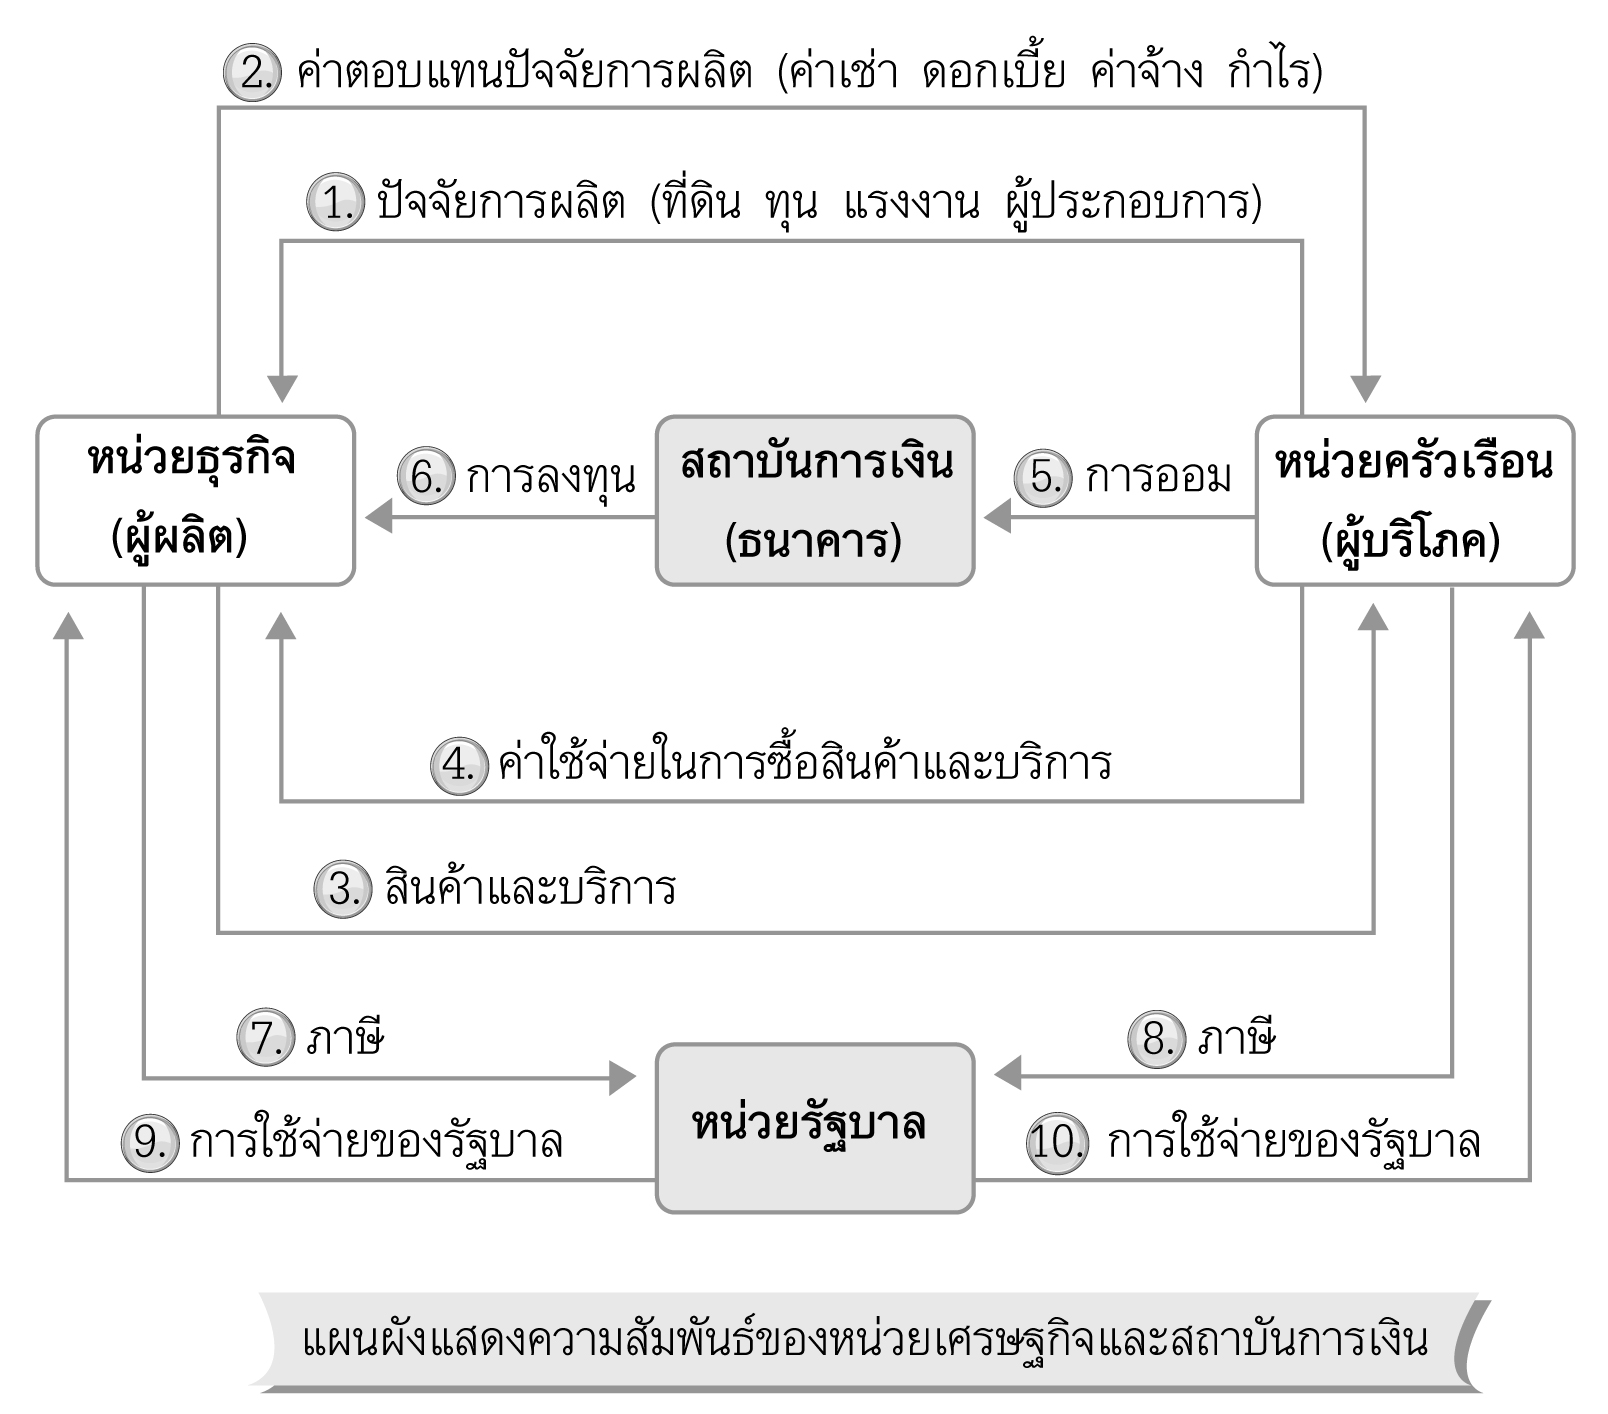 2. ค่าตอบแทนปัจจัยการผลิต (ค่าเช่า ดอกเบี้ย ค่าจ้าง กำไร)
1. ปัจจัยการผลิต (ที่ดิน ทุน แรงงาน ผู้ประกอบการ)
หน่วยธุรกิจ
(ผู้ผลิต)
6. การลงทุน
สถาบันการเงิน
(ธนาคาร)
5. การออม
หน่วยครัวเรือน
(ผู้บริโภค)
4. ค่าใช้จ่ายในการซื้อสินค้าและบริการ
3. สินค้าและบริการ
7. ภาษี
8. ภาษี
หน่วยรัฐบาล
9. การใช้จ่ายของรัฐบาล
10. การใช้จ่ายของรัฐบาล
แผนผังแสดงความสัมพันธ์ของหน่วยเศรษฐกิจและสถาบันการเงิน